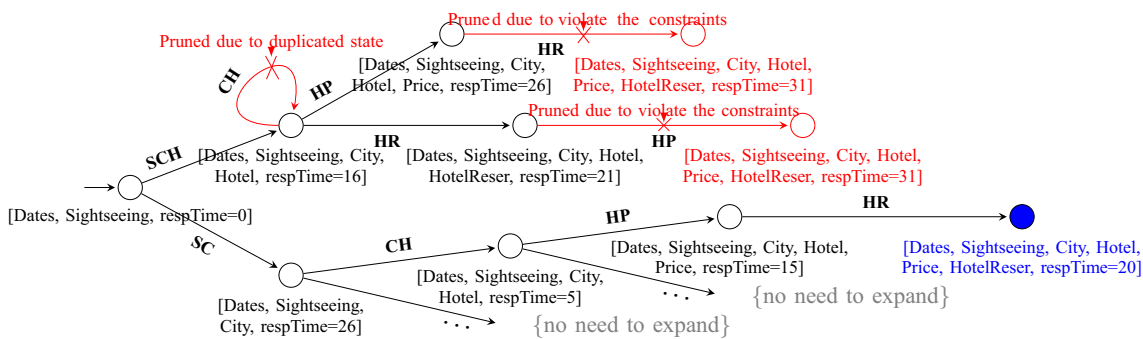 Pruned due to violate the constraints
HR
Pruned due to duplicated state
CH
HP
[Dates, Sightseeing, City,
Hotel, Price, respTime=26]
[Dates, Sightseeing, City, Hotel,
Price, HotelReser, respTime=31]
Pruned due to violate the constraints
HR
HP
SCH
[Dates, Sightseeing, City,
Hotel, respTime=16]
[Dates, Sightseeing, City, Hotel,
HotelReser, respTime=21]
[Dates, Sightseeing, City, Hotel,
Price, HotelReser, respTime=31]
[Dates, Sightseeing, respTime=0]
SC
CH
HP
HR
[Dates, Sightseeing, City, Hotel,
Price, respTime=15]
[Dates, Sightseeing, City, Hotel,
Price, HotelReser, respTime=20]
[Dates, Sightseeing, City,
Hotel, respTime=5]
...
{no need to expand}
[Dates, Sightseeing,
City, respTime=26]
...
{no need to expand}